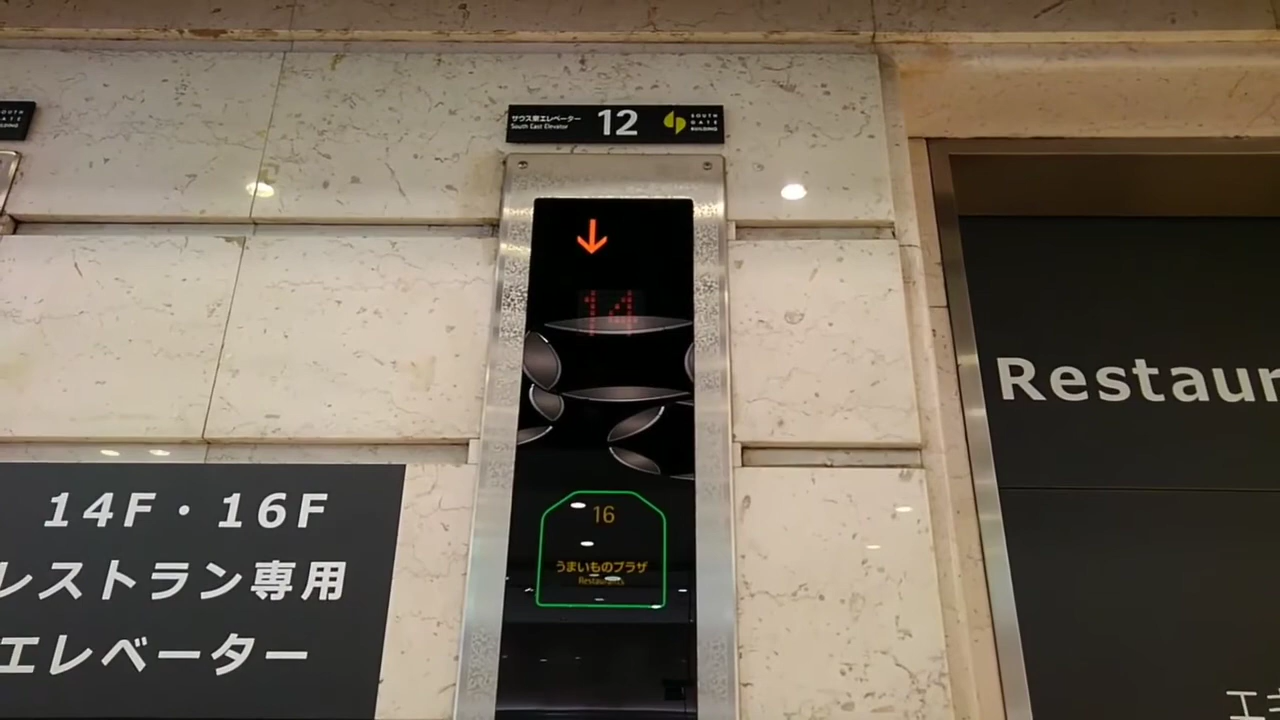 サウス東エレベーター
South East Elevator
12
SOUTH
GATE
BUILDING
14
14F・16F
レストラン専用
エレベーター
16
うまいものプラザ
Restaurants